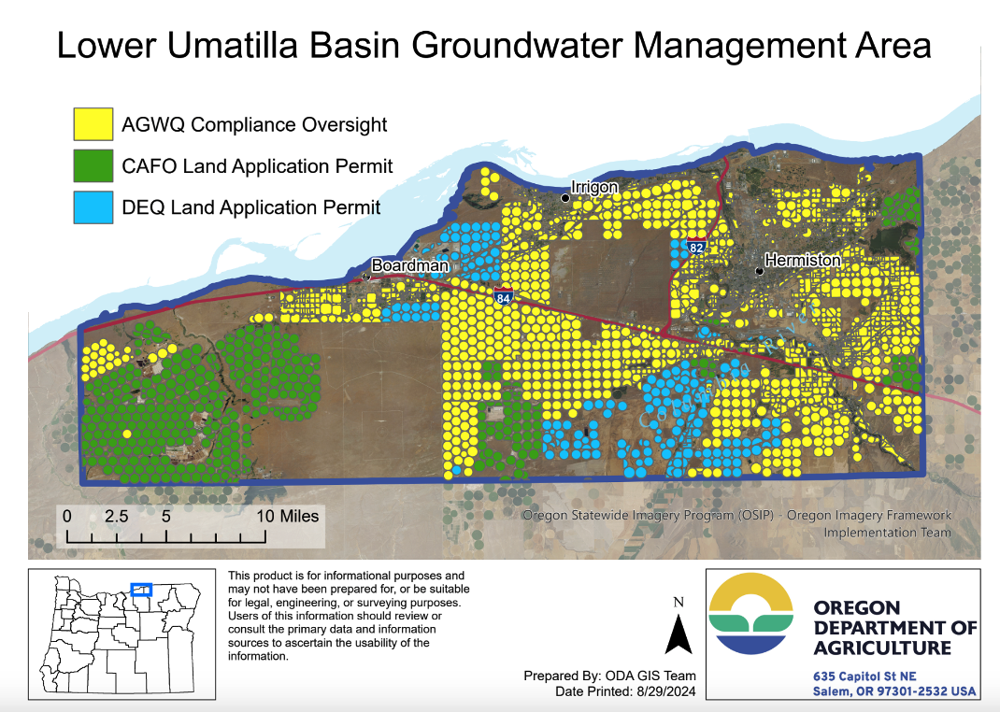 Lower Umatilla Basin Groundwater Management Area
AGWQ Compliance Oversight
CAFO Land Application Permit
DEQ Land Application Permit
Irrigon
82
Boardman
Hermiston
84
Columbia River
0 2.5 5 10 Miles
Oregon Statewide Imagery Program (OSIP) - Oregon Imagery Framework
Implementation Team
This product is for informational purposes and
may not have been prepared for, or be suitable
for legal, engineering, or surveying purposes.
Users of this information should review or
consult the primary data and information
sources to ascertain the usability of the
information.
N
Prepared By: ODA GIS Team
Date Printed: 8/29/2024
OREGON
DEPARTMENT OF
AGRICULTURE
635 Capitol St NE
Salem, OR 97301-2532 USA